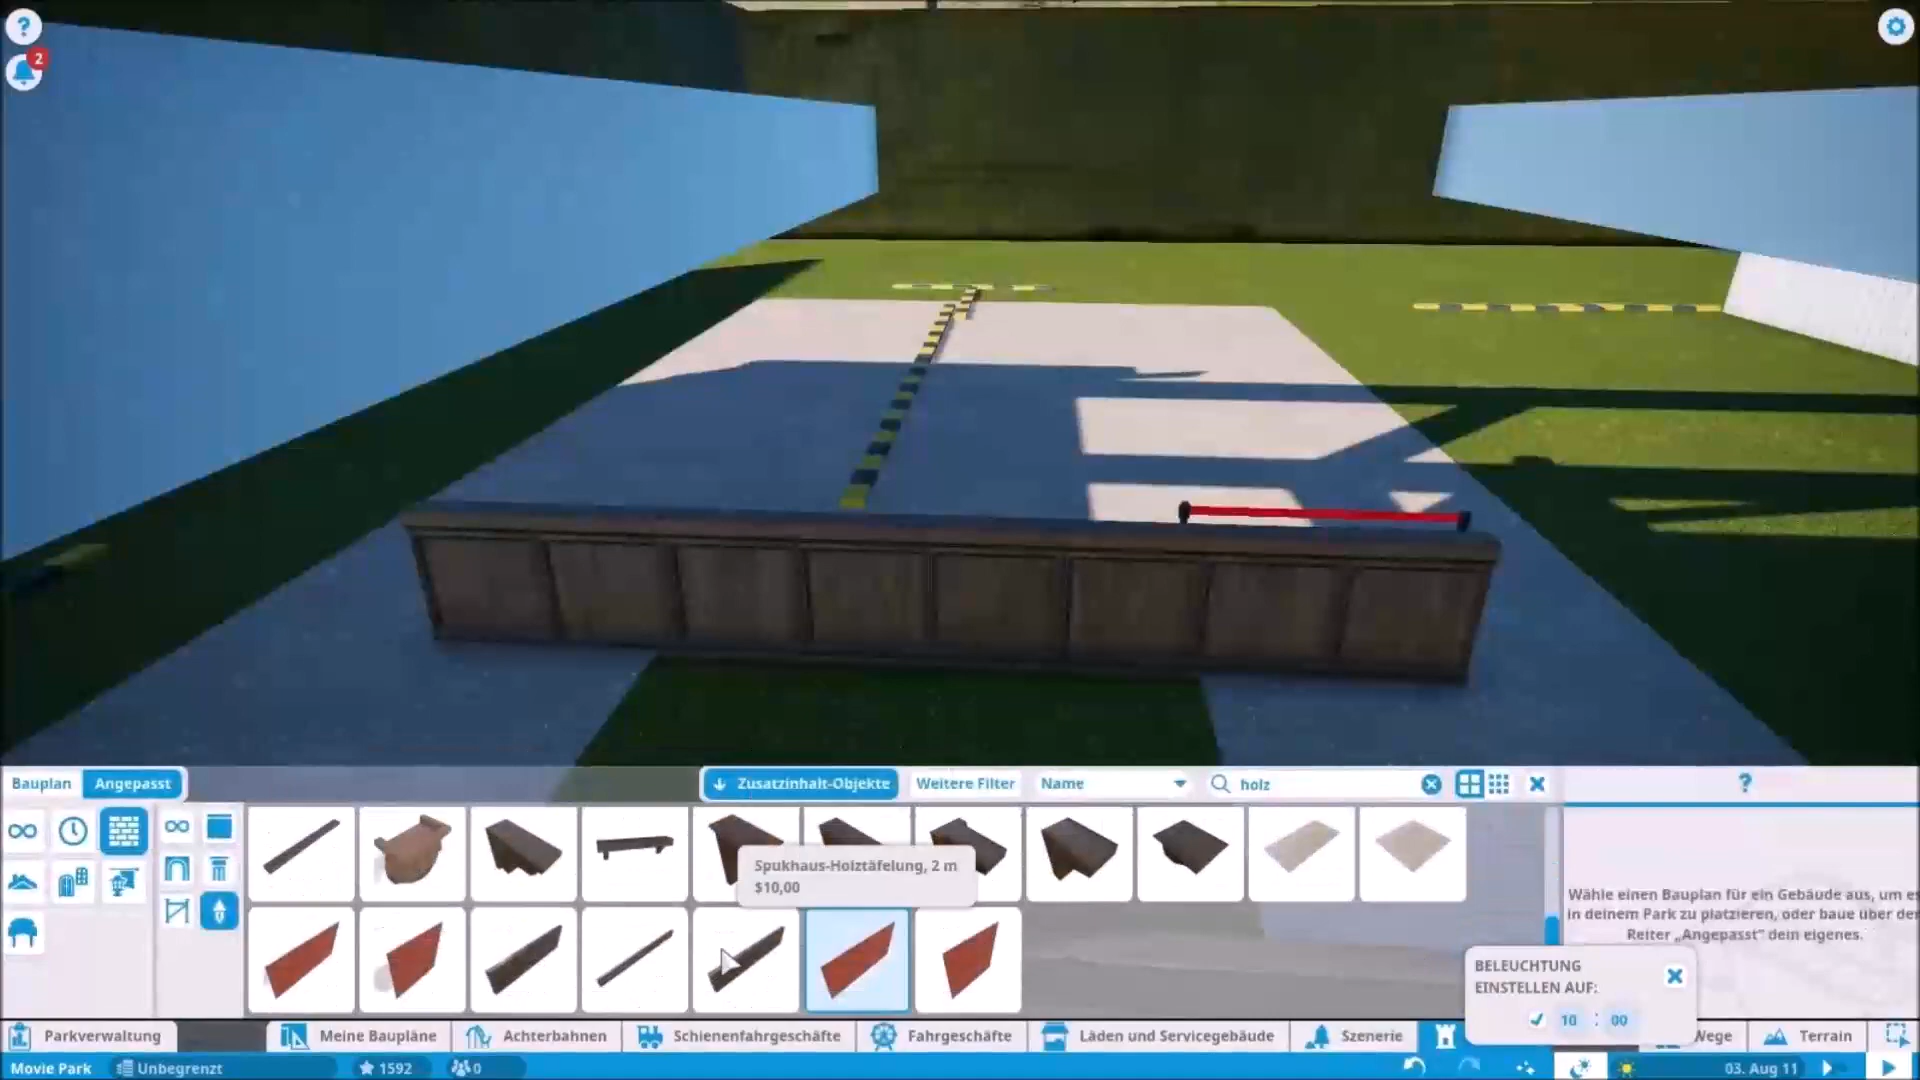 ?
2
Bauplan
Angepasst
Zusatzinhalt-Objekte
Weitere Filter
Name
holz
?
Spukhaus-Holztäfelung, 2 m
$10,00
Wähle einen Bauplan für ein Gebäude aus, um es
in deinem Park zu platzieren, oder baue über de
Reiter „Angepasst" dein eigenes.
BELEUCHTUNG
EINSTELLEN AUF:
10 : 00
Parkverwaltung
Meine Baupläne
Achterbahnen
Schienenfahrgeschäfte
Fahrgeschäfte
Läden und Servicegebäude
Szenerie
Wege
Terrain
Movie Park
Unbegrenzt
1592
0
03. Aug 11